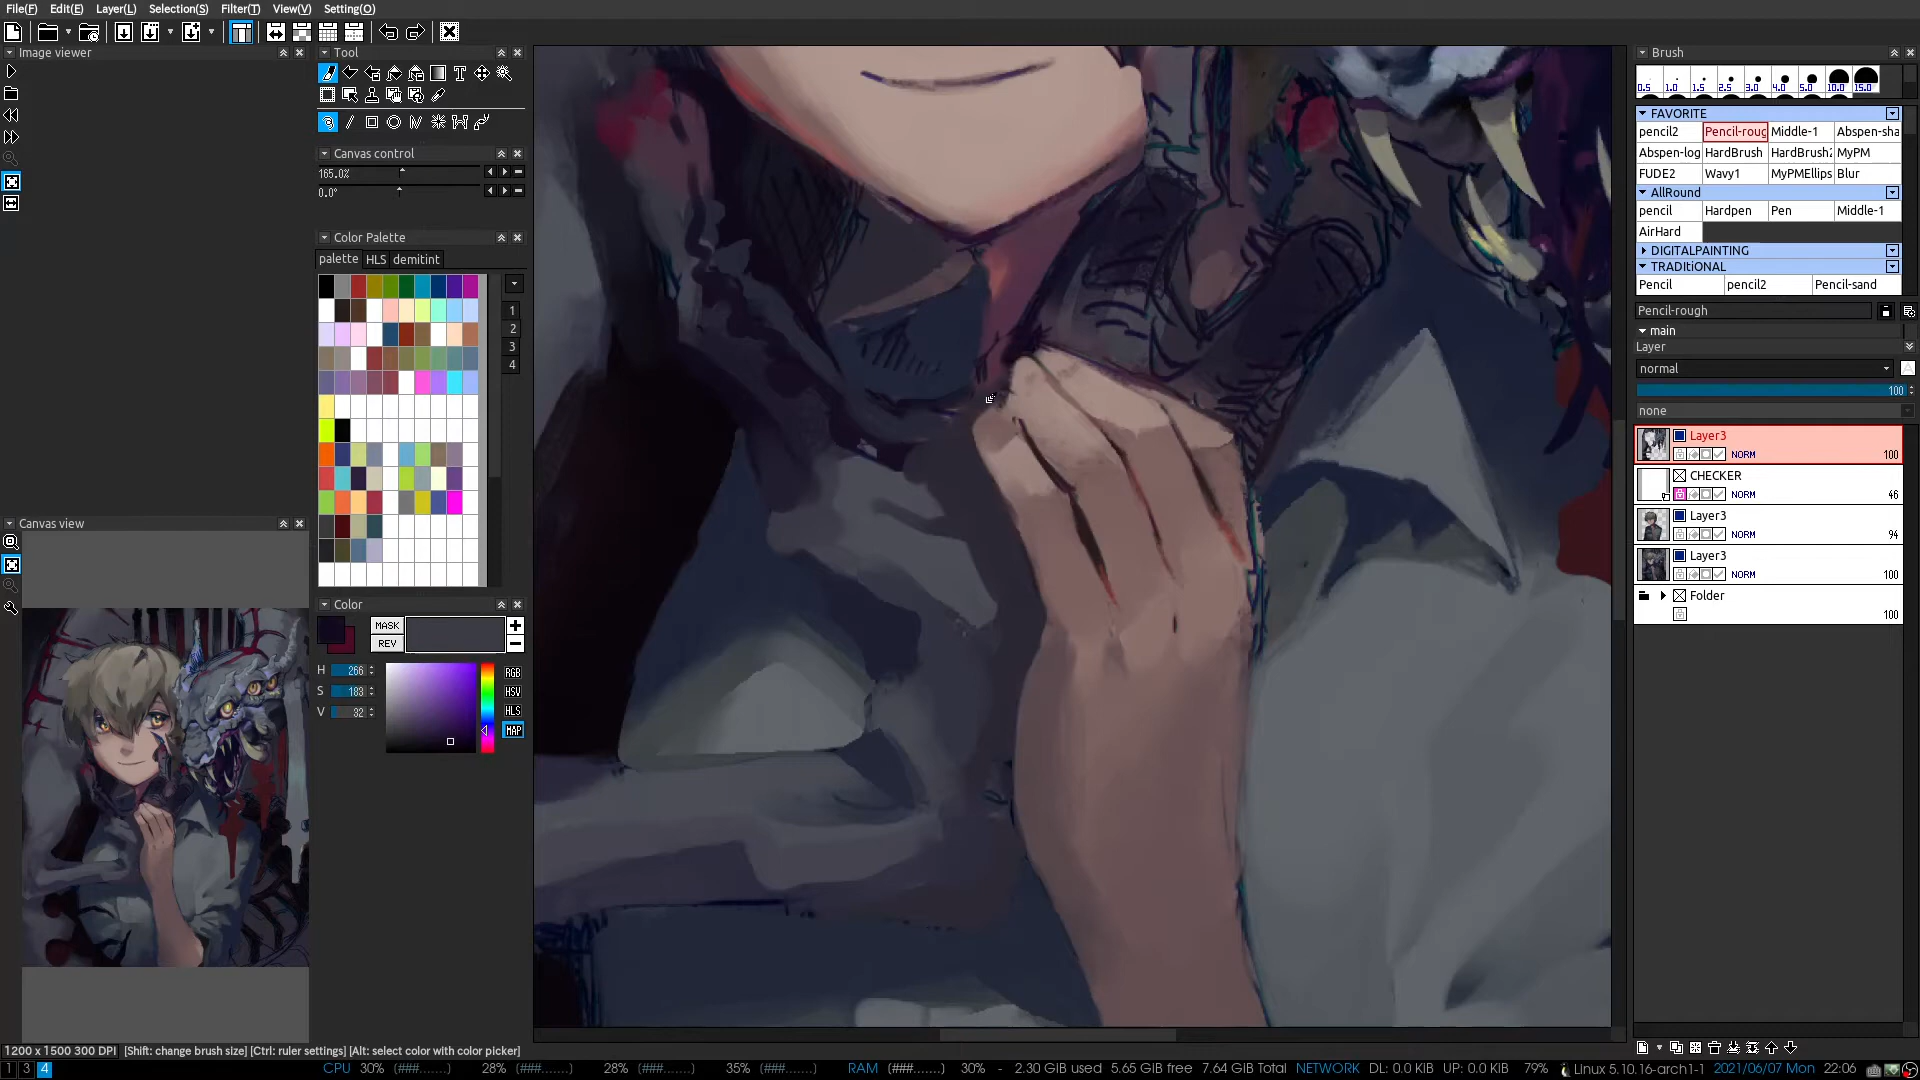 File(F) Edit(E) Layer(L) Selection(S) Filter(T) View(V) Setting(O)
Image viewer
Tool
Canvas control
165.0%
0.0°
Color Palette
palette HLS demitint
1
2
3
4
Canvas view
Color
MASK
REV
H 266
S 183
V 32
RGB
HSV
HLS
MAP
Brush
0.5 1.0 1.5 2.5 3.0 4.0 5.0 10.0 15.0
FAVORITE
pencil2 Pencil-roug Middle-1 Abspen-sha
Abspen-log HardBrush HardBrush2 MyPM
FUDE2 Wavy1 MyPMEllips Blur
AllRound
pencil Hardpen Pen Middle-1
AirHard
DIGITALPAINTING
TRADItiONAL
Pencil pencil2 Pencil-sand
Pencil-rough
main
Layer
normal
100
none
Layer3
NORM 100
CHECKER
NORM 46
Layer3
NORM 94
Layer3
NORM 100
Folder
100
1200 x 1500 300 DPI [Shift: change brush size] [Ctrl: ruler settings] [Alt: select color with color picker]
1 3 4 CPU 30% (###.......) 28% (###.......) 28% (###.......) 35% (###.......) RAM (###.......) 30% - 2.30 GIB used 5.65 GIB free 7.64 GIB Total NETWORK DL: 0.0 KIB UP: 0.0 KIB 79% Linux 5.10.16-arch1-1 2021/06/07 Mon 22:06